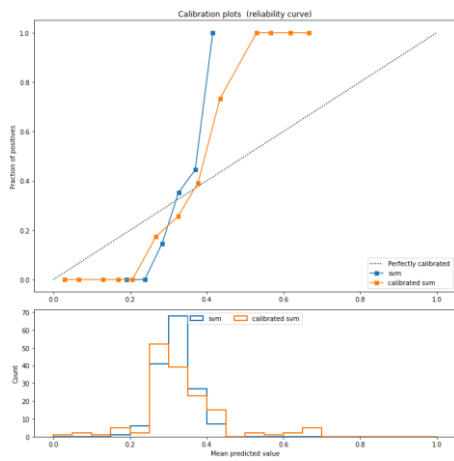 Calibration plots (reliability curve)
1.0
0.8
0.6
0.4
0.2
0.0
Fraction of positives
Perfectly calibrated
svm
calibrated svm
0.0 0.2 0.4 0.6 0.8 1.0
70
60
50
40
30
20
10
0
Count
svm calibrated svm
0.0 0.2 0.4 0.6 0.8 1.0
Mean predicted value